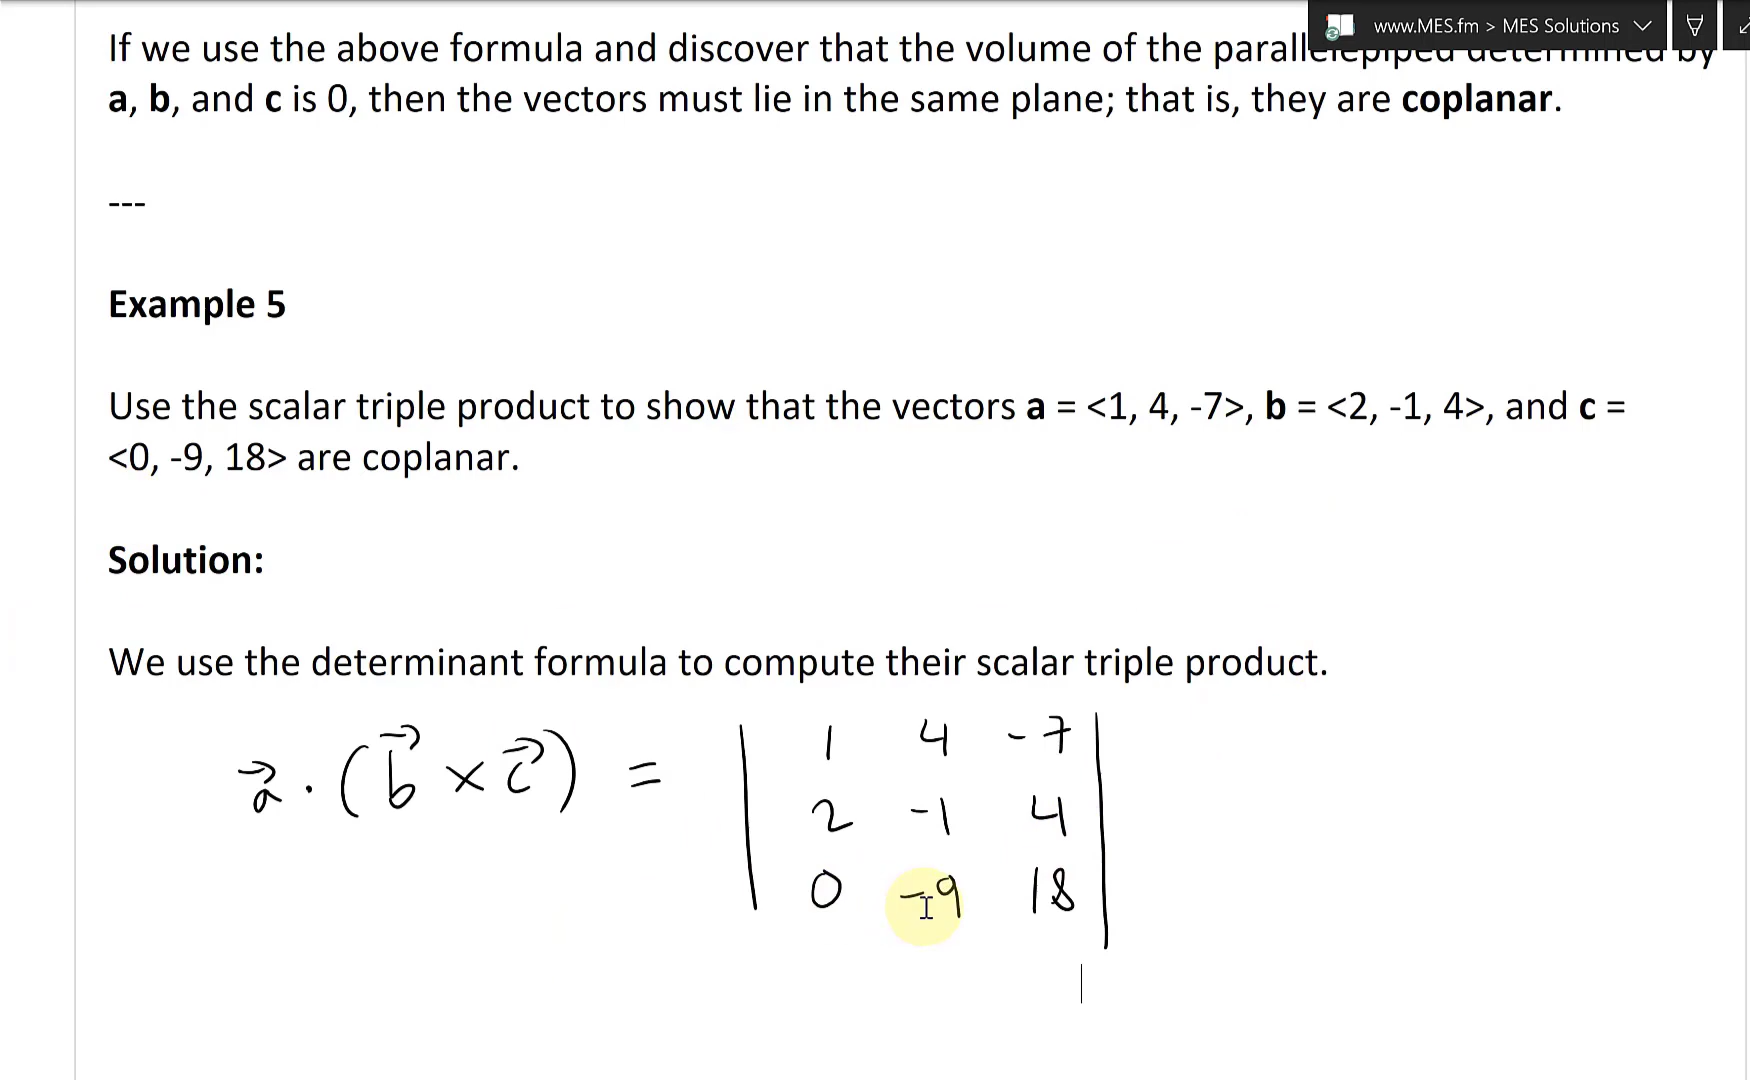 www.MES.fm > MES Solutions
If we use the above formula and discover that the volume of the parallelepiped determined by
a, b, and c is 0, then the vectors must lie in the same plane; that is, they are coplanar.
---
Example 5
Use the scalar triple product to show that the vectors a = <1, 4, -7>, b = <2, -1, 4>, and c =
<0, -9, 18> are coplanar.
Solution:
We use the determinant formula to compute their scalar triple product.
a⃗ · (b⃗ × c⃗) = | 1 4 -7 |
| 2 -1 4 |
| 0 -9 18 |